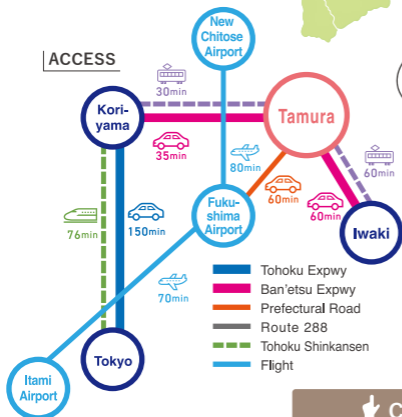 New
Chitose
Airport
ACCESS
30min
Kori-
yama
Tamura
35min
80min
60min
60min
60min
Fuku-
shima
Airport
Iwaki
76min
150min
70min
Tohoku Expwy
Ban'etsu Expwy
Prefectural Road
Route 288
Tohoku Shinkansen
Flight
Tokyo
Itami
Airport